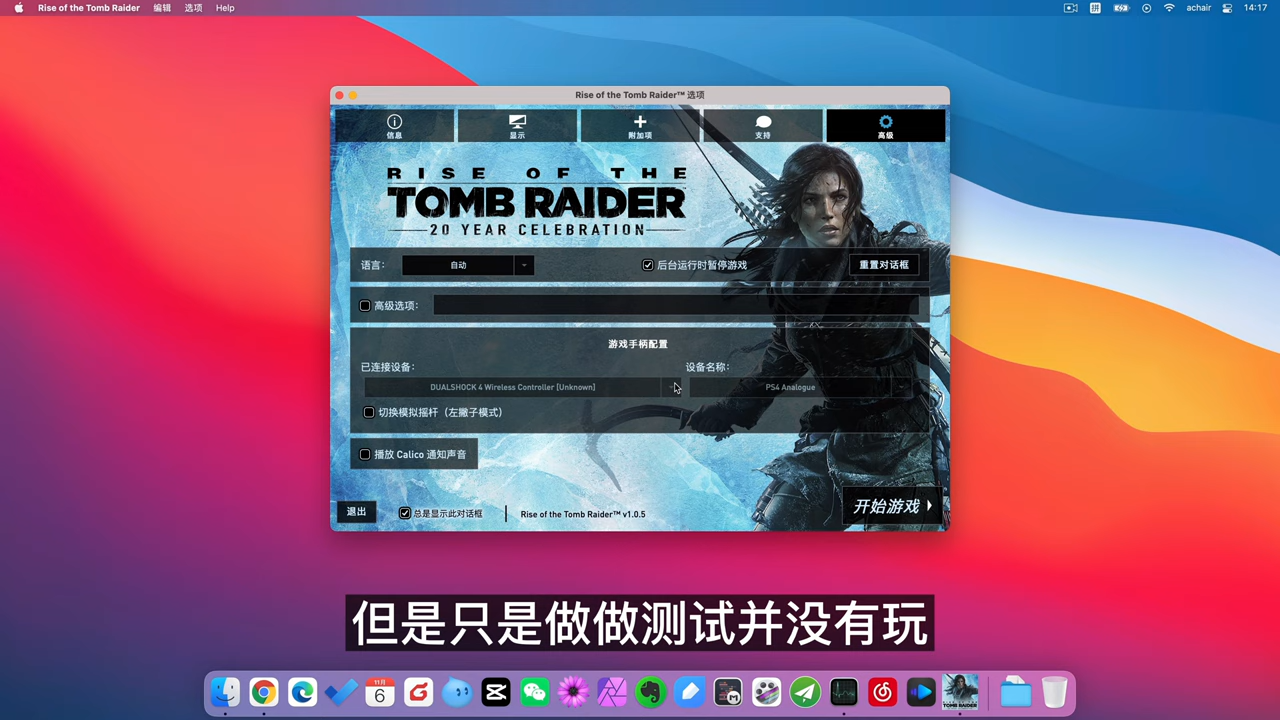 Rise of the Tomb Raider 编辑 选项 Help
拼 achair 14:17
Rise of the Tomb Raider™ 选项
信息 显示 附加项 支持 高级
RISE OF THE
TOMB RAIDER
20 YEAR CELEBRATION
语言： 自动 后台运行时暂停游戏 重置对话框
高级选项：
游戏手柄配置
已连接设备： 设备名称：
DUALSHOCK 4 Wireless Controller [Unknown] PS4 Analogue
切换模拟摇杆（左撇子模式）
播放 Calico 通知声音
退出 总是显示此对话框 Rise of the Tomb Raider™ v1.0.5 开始游戏
但是只是做做测试并没有玩
11月
6
TOMB RAIDER